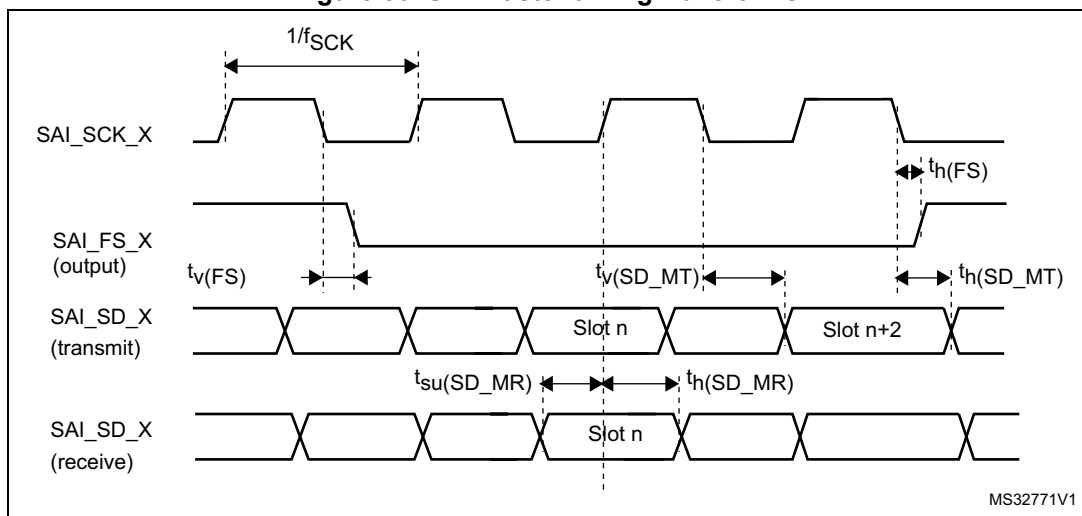 1/fSCK
SAI_SCK_X
th(FS)
SAI_FS_X
(output)
tv(FS)
tv(SD_MT)
th(SD_MT)
SAI_SD_X
(transmit)
Slot n
Slot n+2
tsu(SD_MR)
th(SD_MR)
SAI_SD_X
(receive)
Slot n
MS32771V1